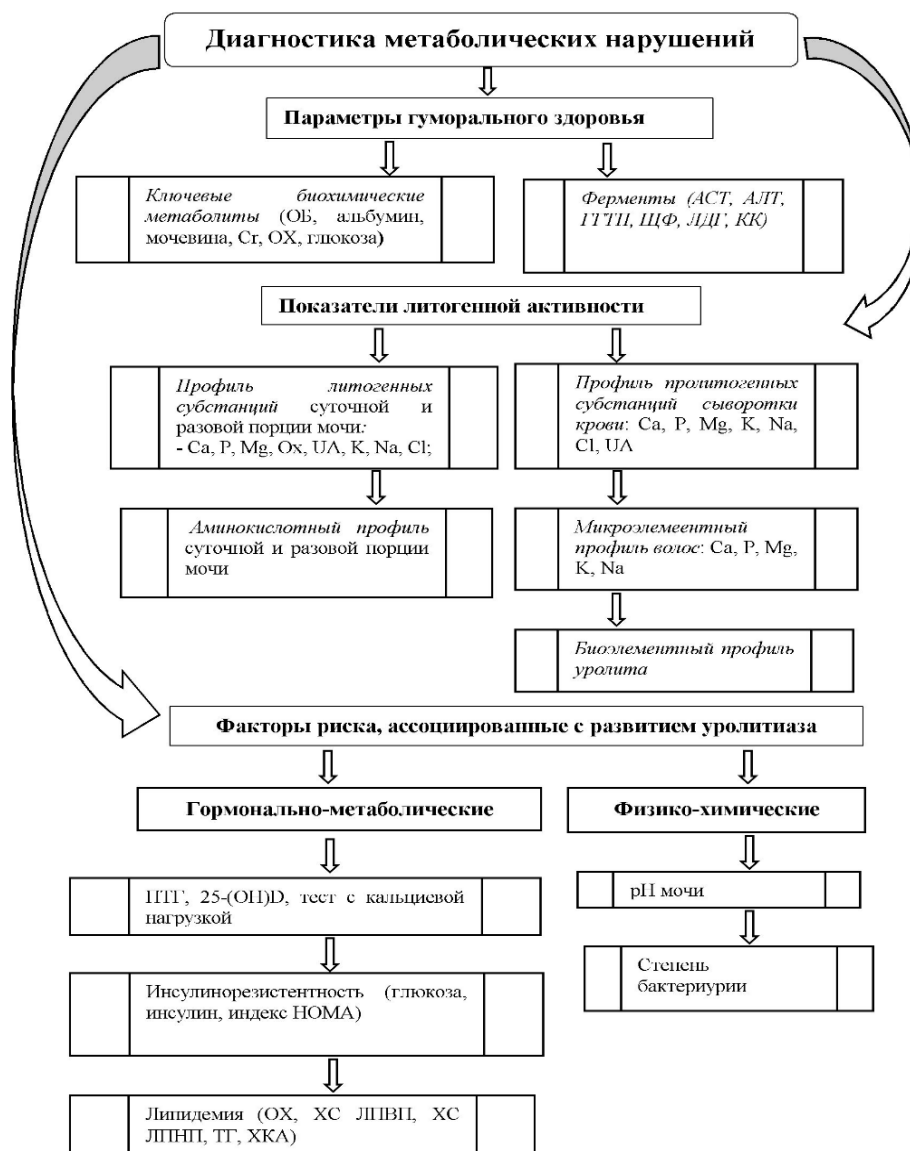 Диагностика метаболических нарушений
Параметры гуморального здоровья
Ключевые биохимические
метаболиты (ОБ, альбумин,
мочевина, Cr, ОХ, глюкоза)
Ферменты (АСТ, АЛТ,
ГГТП, ЩФ, ЛДГ, КК)
Показатели литогенной активности
Профиль литогенных
субстанций суточной и
разовой порции мочи:
- Ca, P, Mg, Ox, UA, K, Na, Cl;
Профиль пролитогенных
субстанций сыворотки
крови: Ca, P, Mg, K, Na,
Cl, UA
Аминокислотный профиль
суточной и разовой порции
мочи
Микроэлемеентный
профиль волос: Ca, P, Mg,
K, Na
Биоэлементный профиль
уролита
Факторы риска, ассоциированные с развитием уролитиаза
Гормонально-метаболические
Физико-химические
ПТГ, 25-(OH)D, тест с кальциевой
нагрузкой
pH мочи
Инсулинорезистентность (глюкоза,
инсулин, индекс HOMA)
Степень
бактериурии
Липидемия (ОХ, ХС ЛПВП, ХС
ЛПНП, ТГ, ХКА)